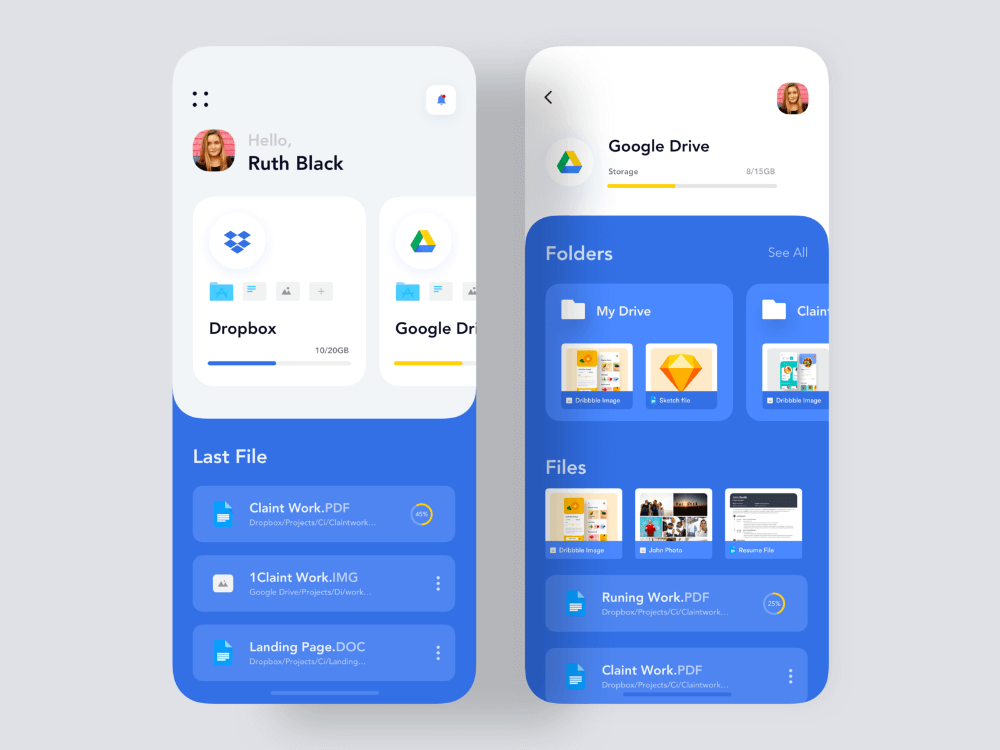 Hello,
Ruth Black
Dropbox
10/20GB
Google Dri
Last File
Claint Work.PDF
Dropbox/Projects/Ci/Claintwork...
45%
1Claint Work.IMG
Google Drive/Projects/Di/work...
Landing Page.DOC
Dropbox/Projects/Ci/Landing...
Google Drive
Storage
8/15GB
Folders
See All
My Drive
Dribbble Image
Sketch file
Claint
Dribbble Image
Files
Dribbble Image
John Photo
Resume File
Runing Work.PDF
Dropbox/Projects/Ci/Claintwork...
25%
Claint Work.PDF
Dropbox/Projects/Ci/Claintwork...